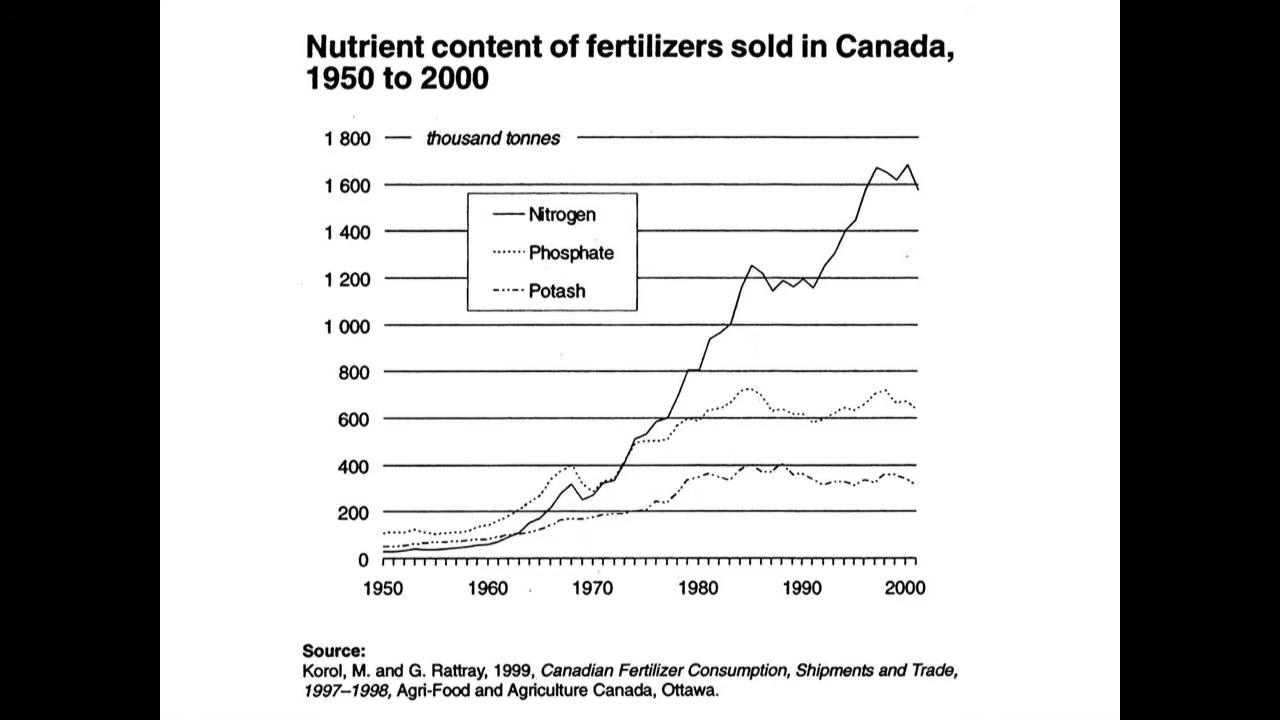 Nutrient content of fertilizers sold in Canada,
1950 to 2000
1 800 thousand tonnes
1 600
Nitrogen
1 400
Phosphate
1 200
Potash
1 000
800
600
400
200
0
1950 1960 1970 1980 1990 2000
Source:
Korol, M. and G. Rattray, 1999, Canadian Fertilizer Consumption, Shipments and Trade,
1997–1998, Agri-Food and Agriculture Canada, Ottawa.